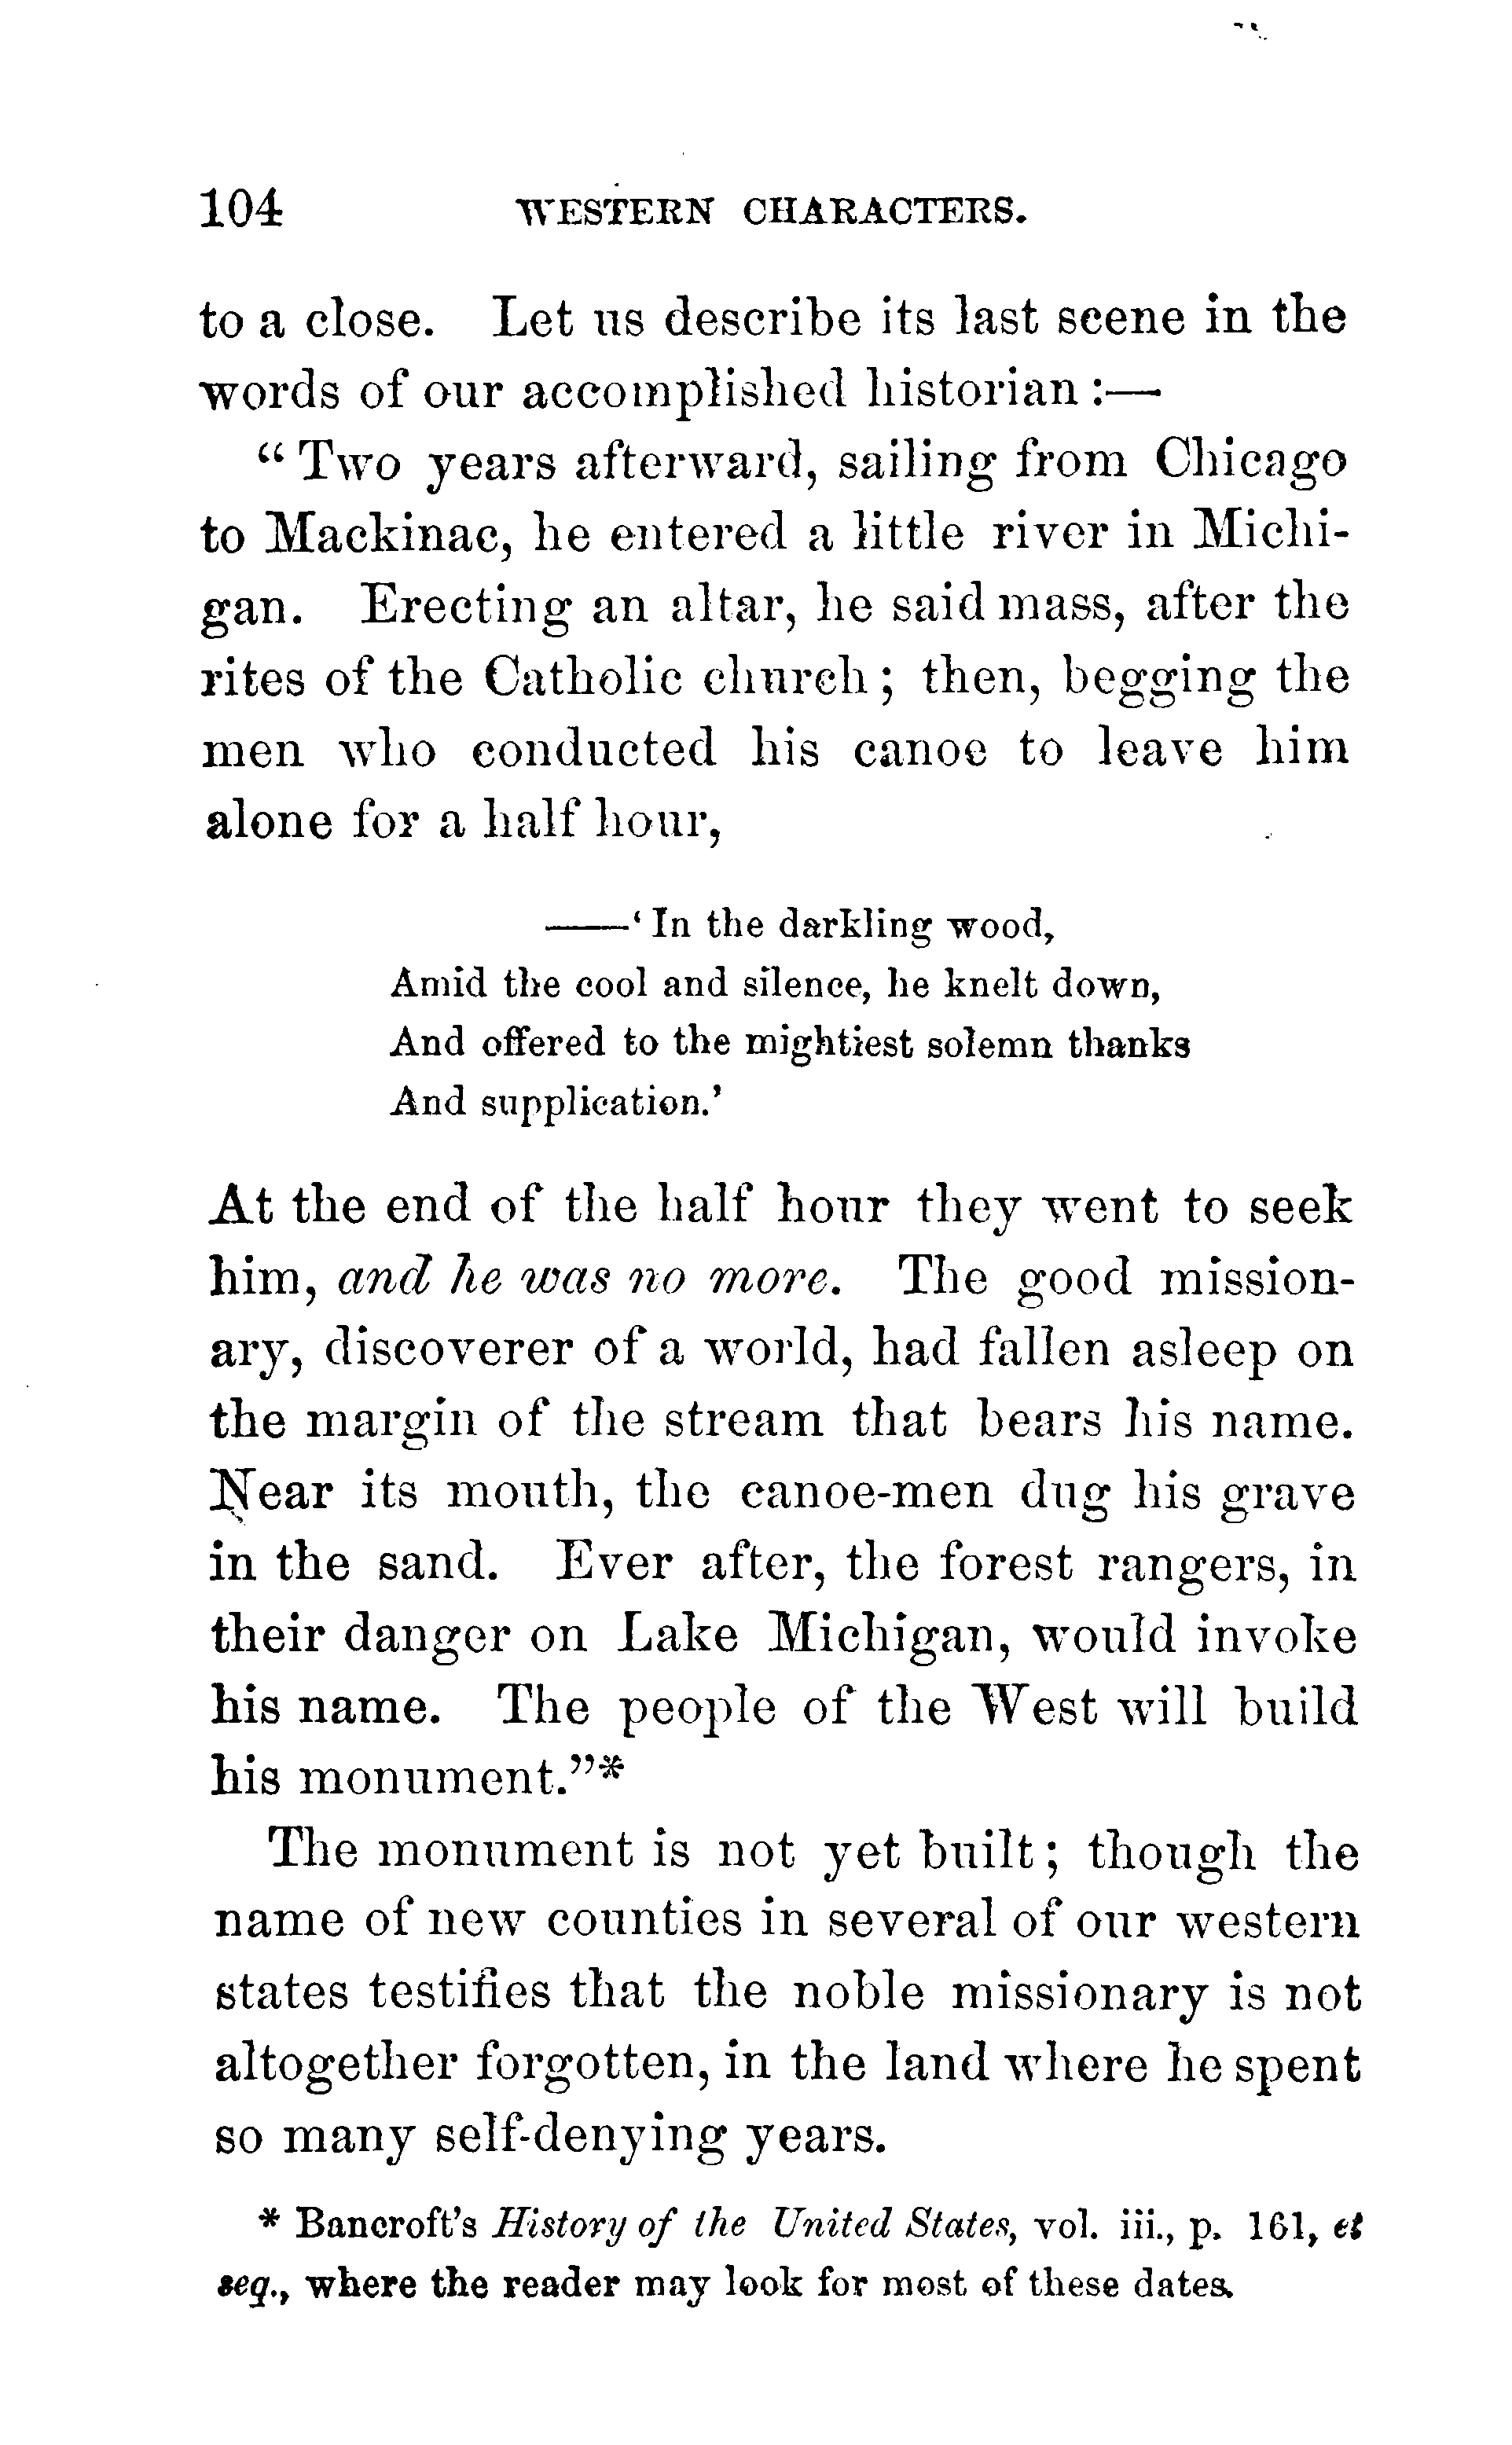 104 WESTERN CHARACTERS.
to a close. Let us describe its last scene in the
words of our accomplished historian :—
“Two years afterward, sailing from Chicago
to Mackinac, he entered a little river in Michi-
gan. Erecting an altar, he said mass, after the
rites of the Catholic church; then, begging the
men who conducted his canoe to leave him
alone for a half hour,
——‘In the darkling wood,
Amid the cool and silence, he knelt down,
And offered to the mightiest solemn thanks
And supplication.’
At the end of the half hour they went to seek
him, and he was no more. The good mission-
ary, discoverer of a world, had fallen asleep on
the margin of the stream that bears his name.
Near its mouth, the canoe-men dug his grave
in the sand. Ever after, the forest rangers, in
their danger on Lake Michigan, would invoke
his name. The people of the West will build
his monument.”*
The monument is not yet built; though the
name of new counties in several of our western
states testifies that the noble missionary is not
altogether forgotten, in the land where he spent
so many self-denying years.
* Bancroft’s History of the United States, vol. iii., p. 161, et
seq., where the reader may look for most of these dates.